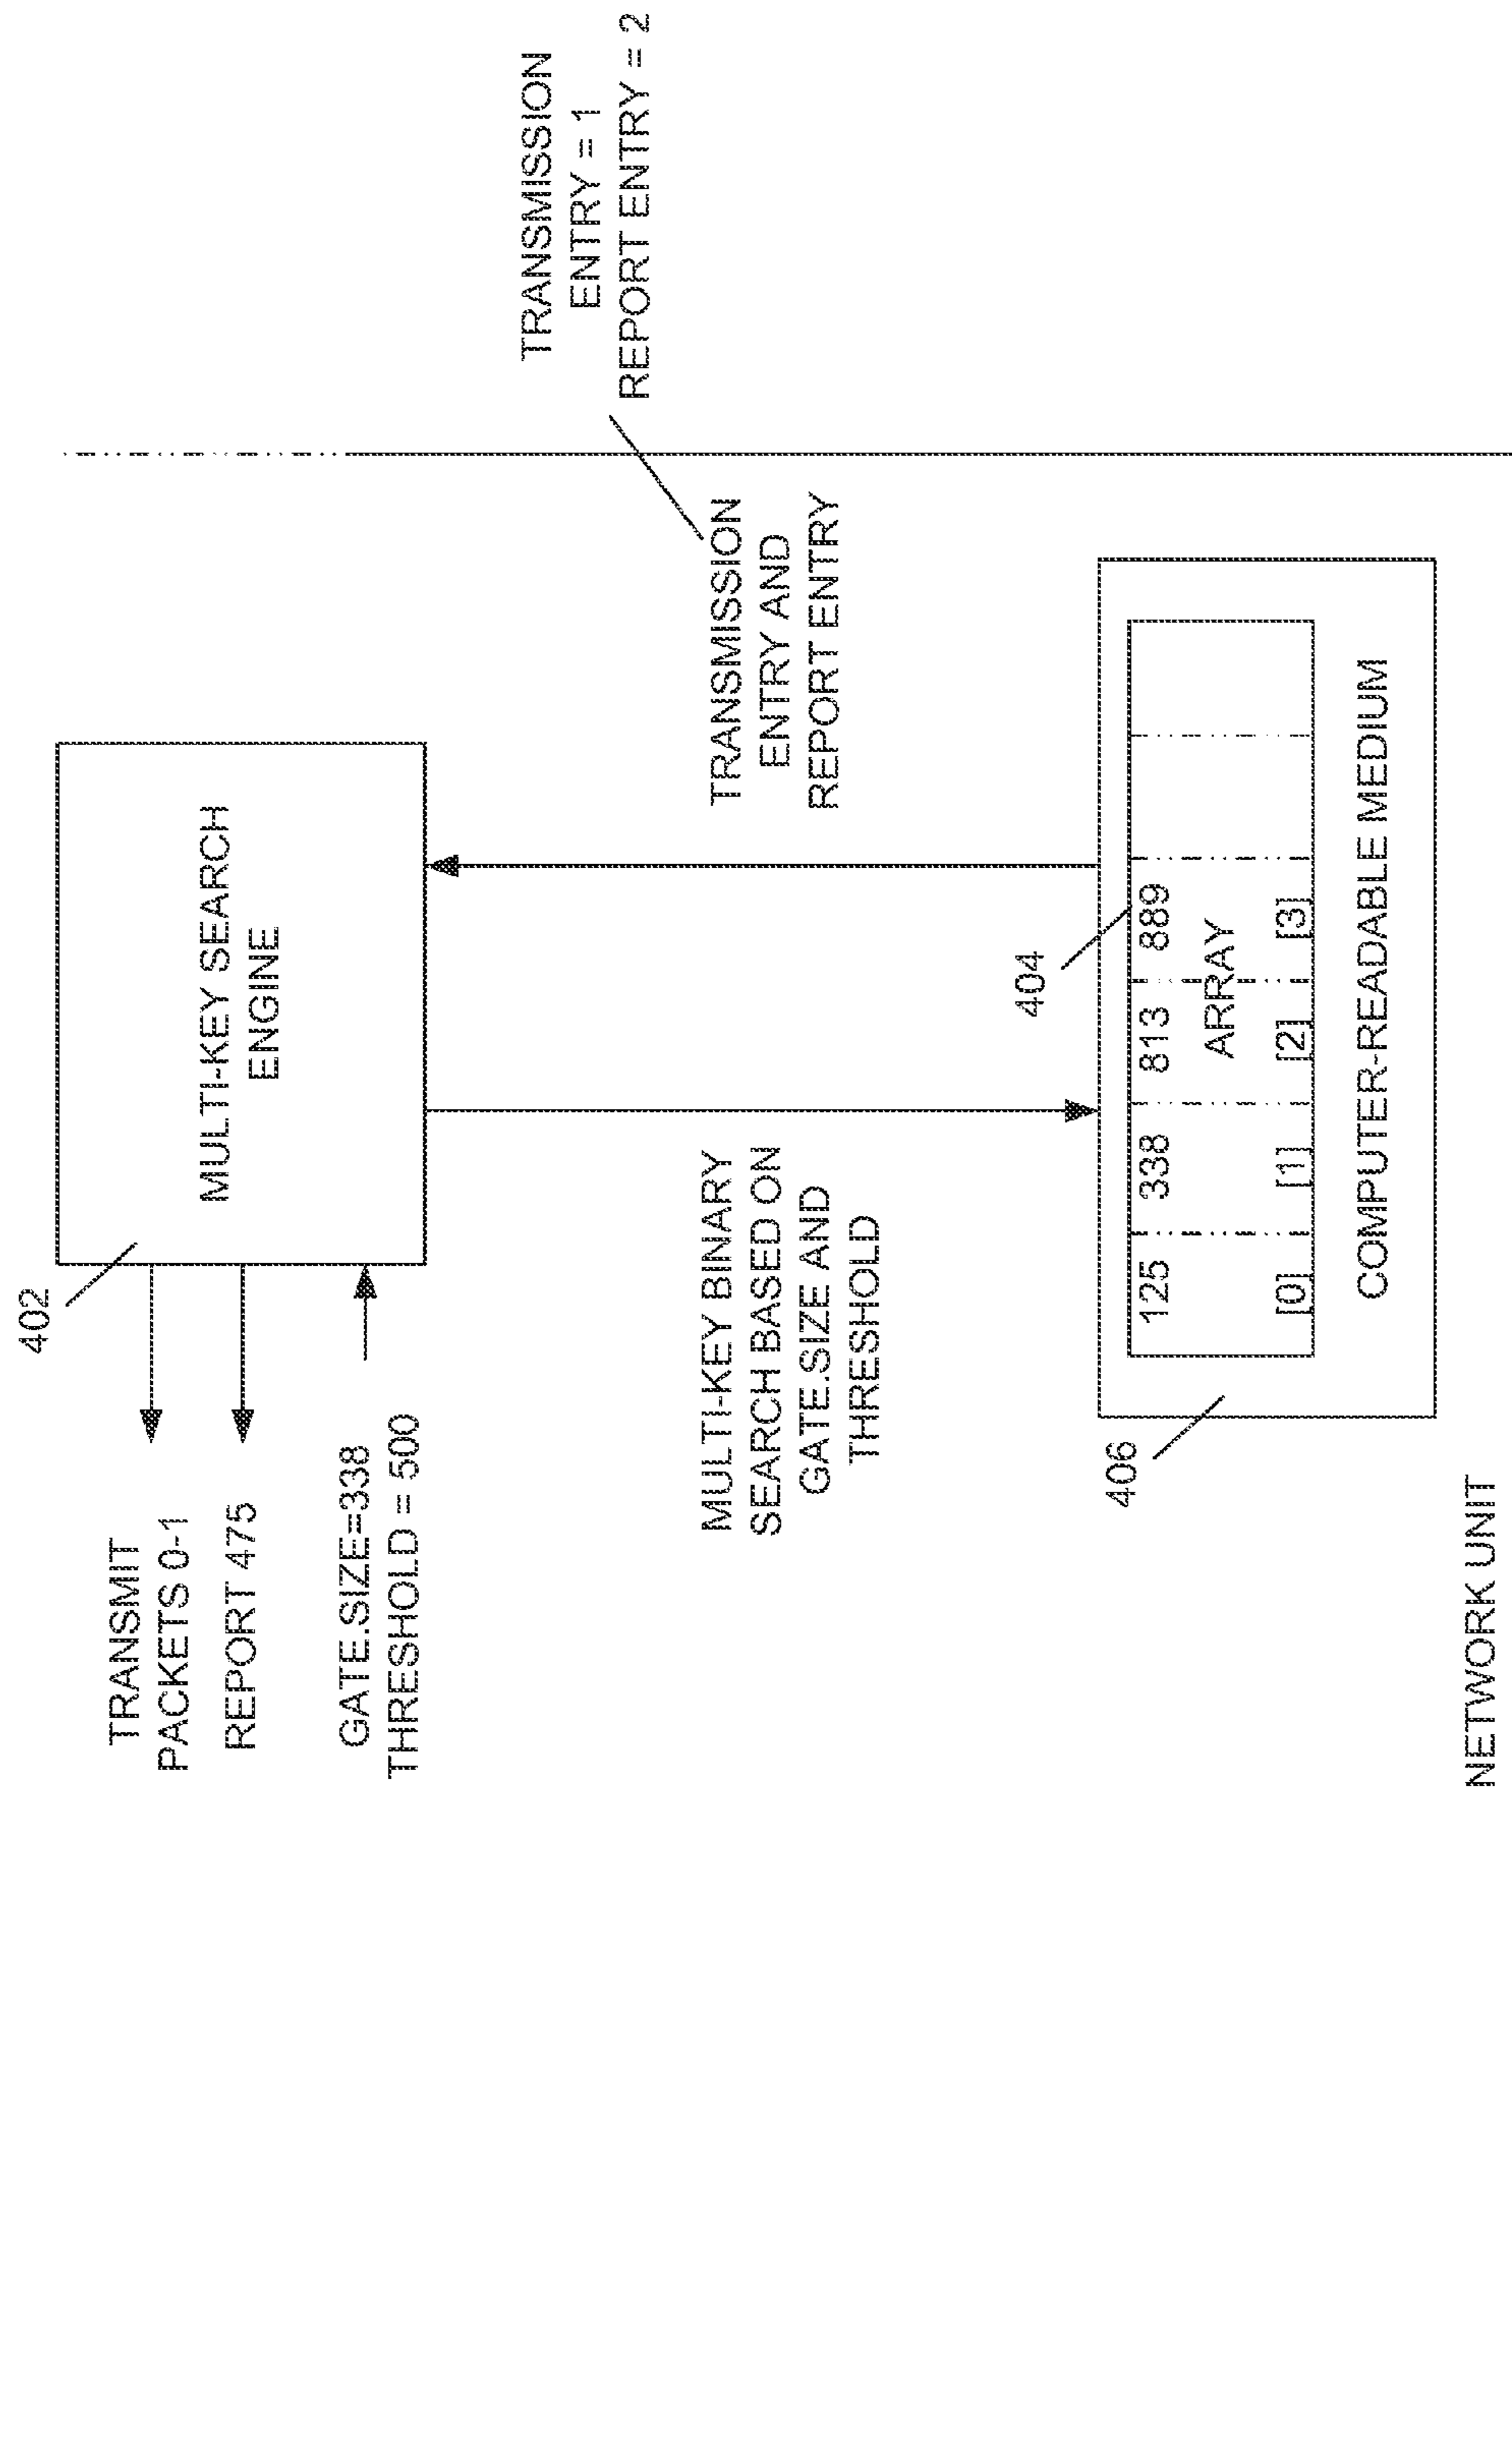 402
TRANSMIT
PACKETS 0-1
REPORT 475
GATE.SIZE=338
THRESHOLD = 500
MULTI-KEY SEARCH
ENGINE
TRANSMISSION
ENTRY = 1
REPORT ENTRY = 2
MULTI-KEY BINARY
SEARCH BASED ON
GATE.SIZE AND
THRESHOLD
TRANSMISSION
ENTRY AND
REPORT ENTRY
404
406
125 338 813 889
ARRAY
[0] [1] [2] [3]
COMPUTER-READABLE MEDIUM
NETWORK UNIT